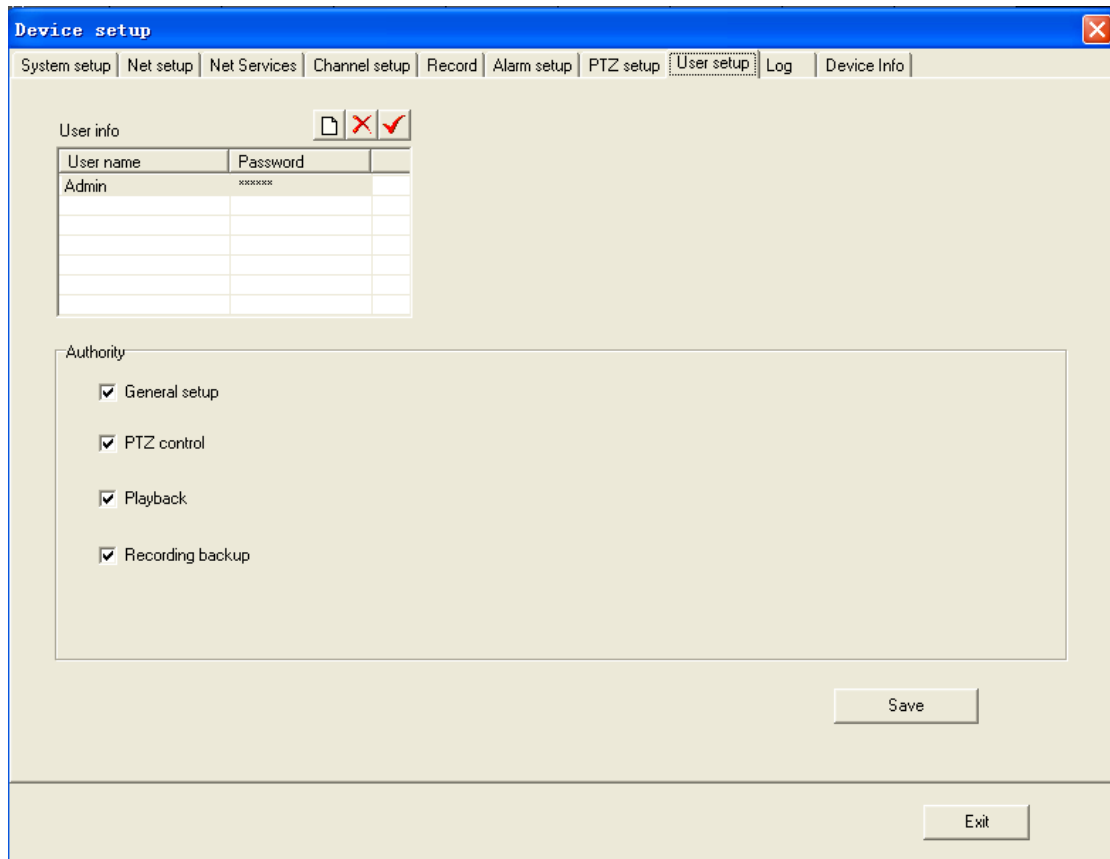 Device setup
System setup Net setup Net Services Channel setup Record Alarm setup PTZ setup User setup Log Device Info
User info
User name Password
Admin ******
Authority
General setup
PTZ control
Playback
Recording backup
Save
Exit